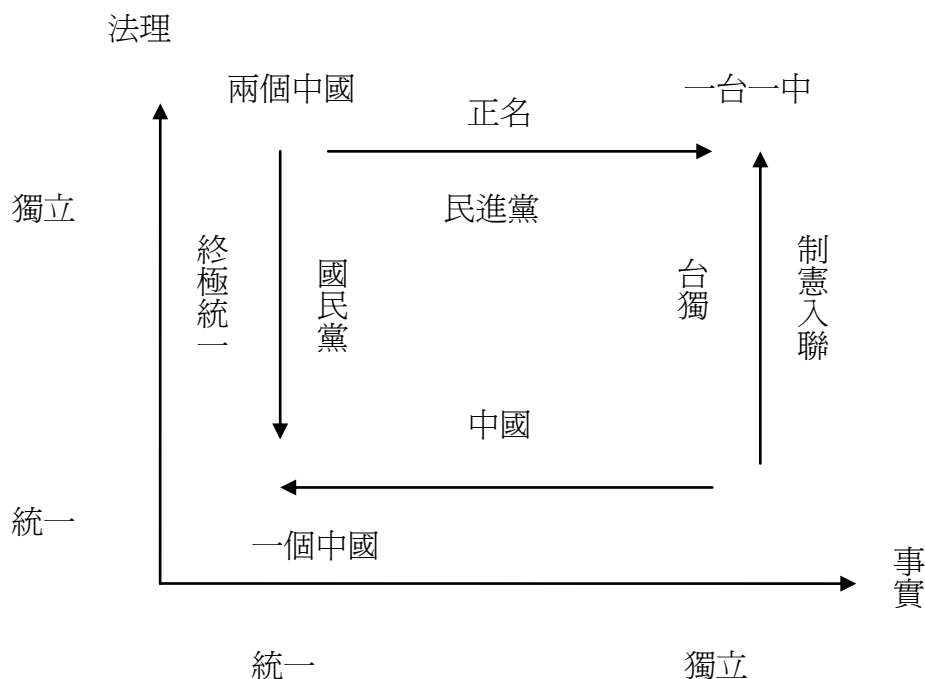 法理
兩個中國
一台一中
正名
獨立
民進黨
終極統一
國民黨
台獨
制憲入聯
中國
統一
一個中國
事實
統一
獨立